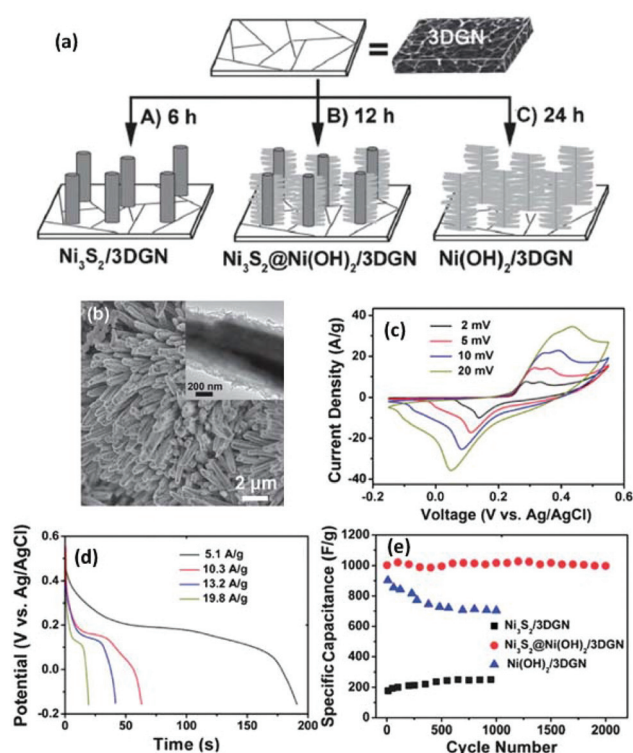 (a)
3DGN
=
A) 6 h
B) 12 h
C) 24 h
Ni₃S₂/3DGN
Ni₃S₂@Ni(OH)₂/3DGN
Ni(OH)₂/3DGN
(b)
200 nm
2 μm
(c)
2 mV
5 mV
10 mV
20 mV
Current Density (A/g)
40
20
0
-20
-40
-0.2
0.0
0.2
0.4
0.6
Voltage (V vs. Ag/AgCl)
(d)
5.1 A/g
10.3 A/g
13.2 A/g
19.8 A/g
Potential (V vs. Ag/AgCl)
0.6
0.4
0.2
0.0
-0.2
0
50
100
150
200
Time (s)
(e)
Ni₃S₂/3DGN
Ni₃S₂@Ni(OH)₂/3DGN
Ni(OH)₂/3DGN
Specific Capacitance (F/g)
1200
1000
800
600
400
200
0
0
500
1000
1500
2000
Cycle Number